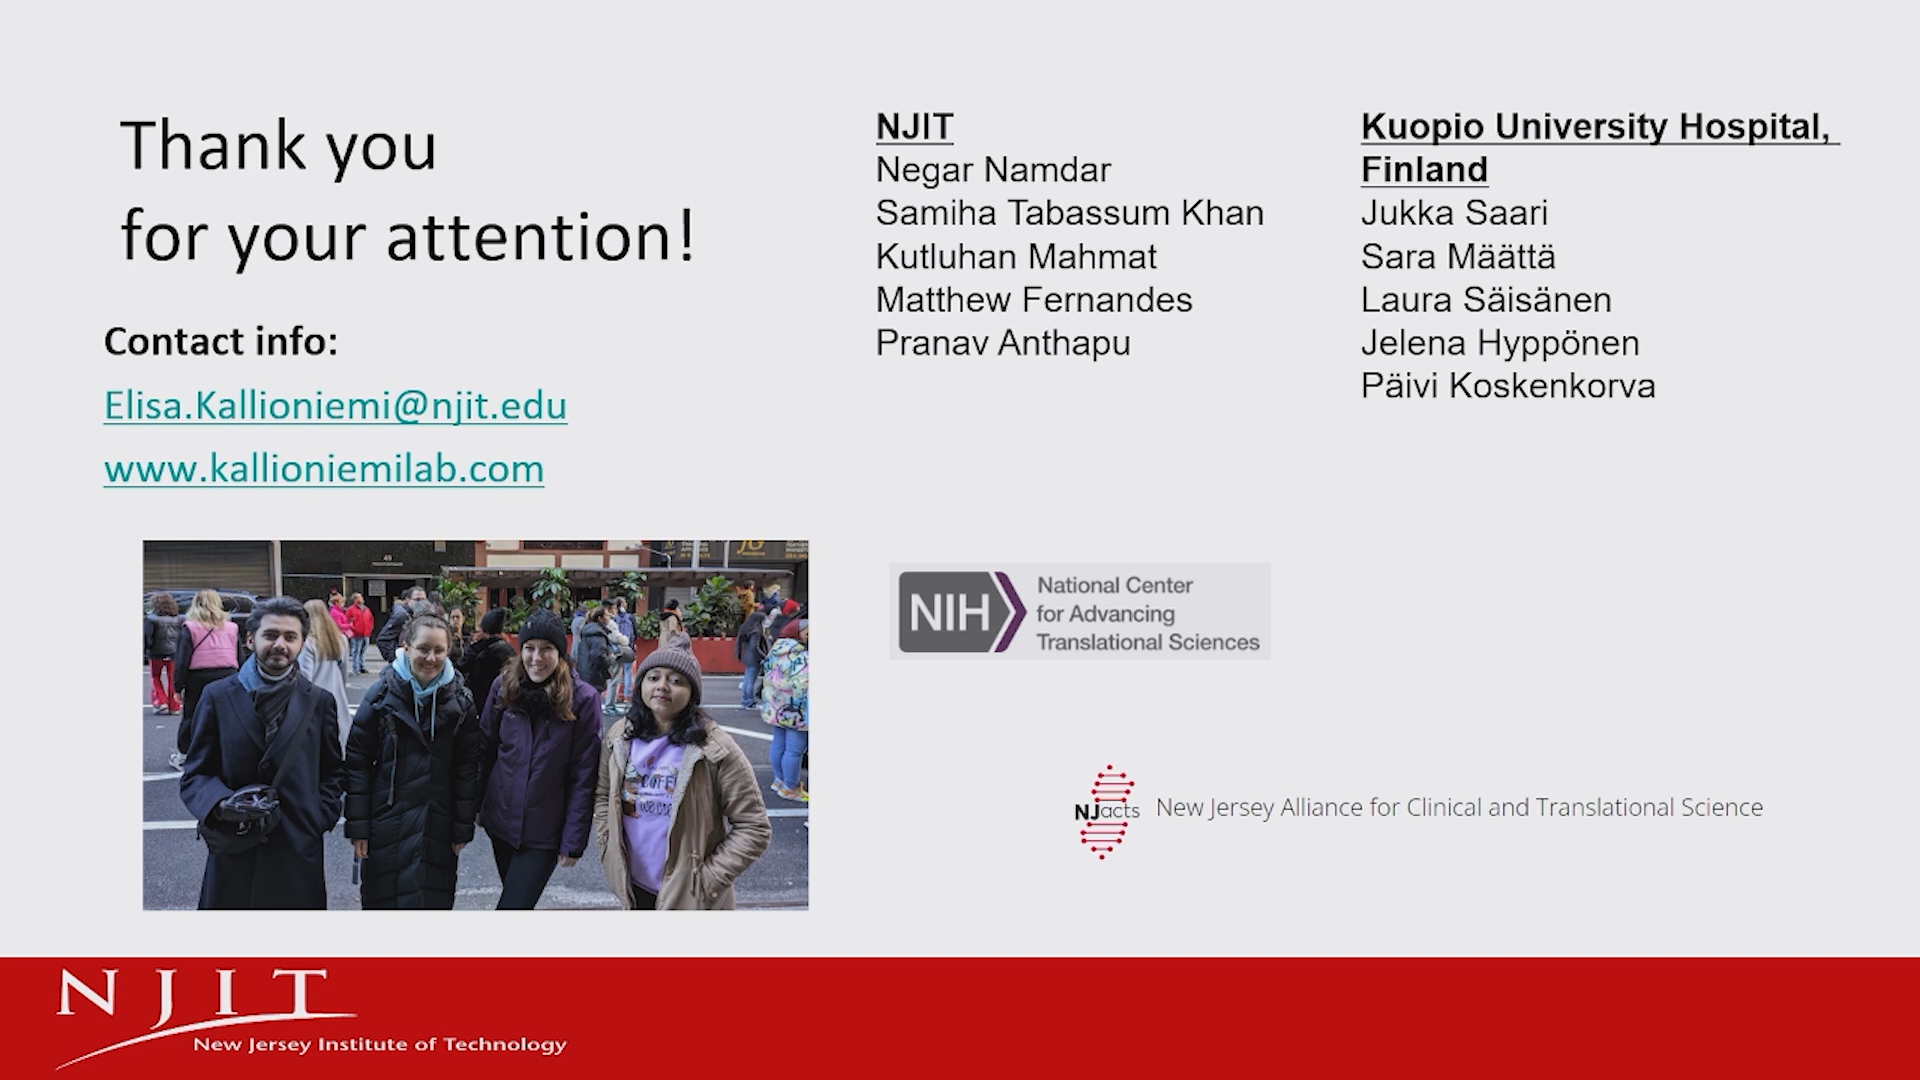 Thank you
for your attention!
Contact info:
Elisa.Kallioniemi@njit.edu
www.kallioniemilab.com
NJIT
Negar Namdar
Samiha Tabassum Khan
Kutluhan Mahmat
Matthew Fernandes
Pranav Anthapu
Kuopio University Hospital,
Finland
Jukka Saari
Sara Määttä
Laura Säisänen
Jelena Hyppönen
Päivi Koskenkorva
NIH
National Center
for Advancing
Translational Sciences
NJacts
New Jersey Alliance for Clinical and Translational Science
NJIT
New Jersey Institute of Technology